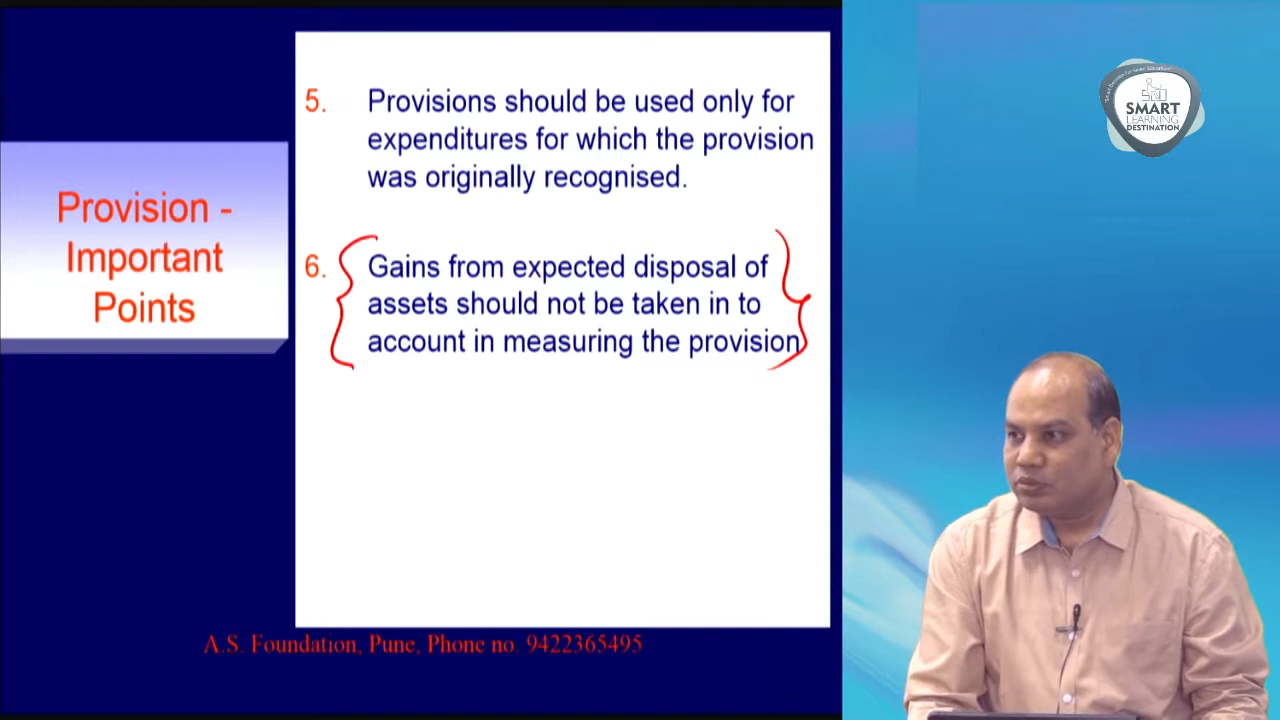 5. Provisions should be used only for
expenditures for which the provision
was originally recognised.
Provision -
Important
Points
6. Gains from expected disposal of
assets should not be taken in to
account in measuring the provision
A.S. Foundation, Pune, Phone no. 9422365495
SMART
LEARNING
DESTINATION